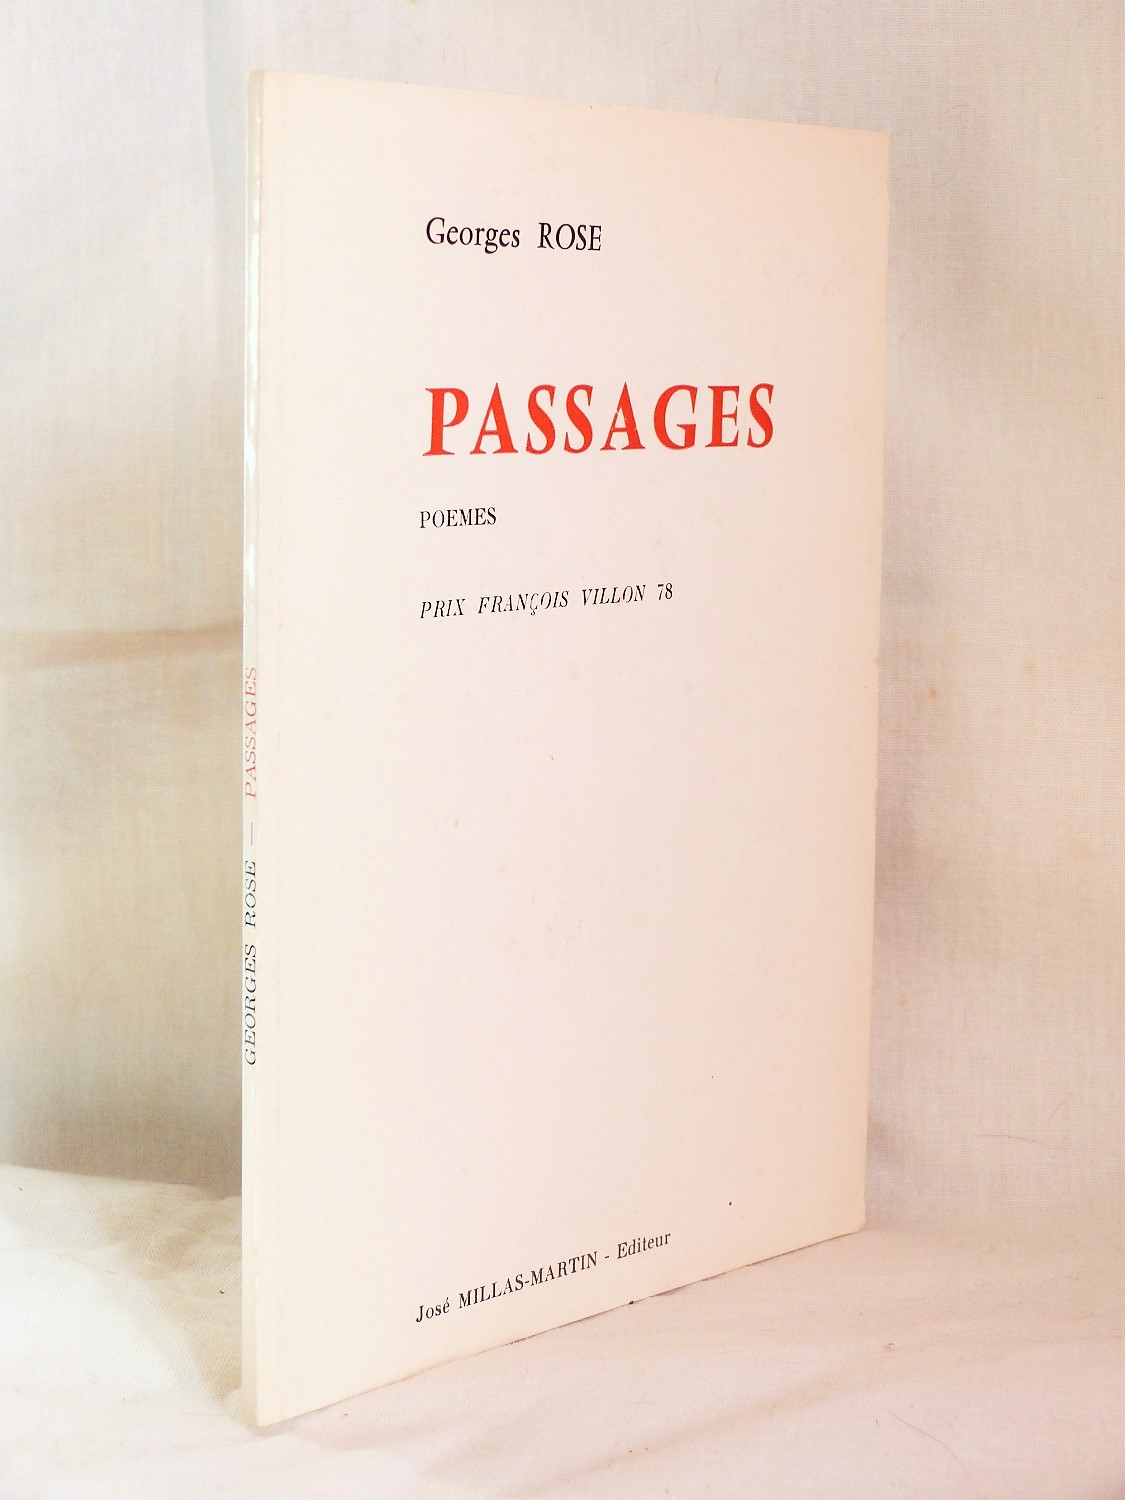 Georges ROSE
PASSAGES
POEMES
PRIX FRANÇOIS VILLON 78
José MILLAS-MARTIN - Editeur
GEORGES ROSE — PASSAGES